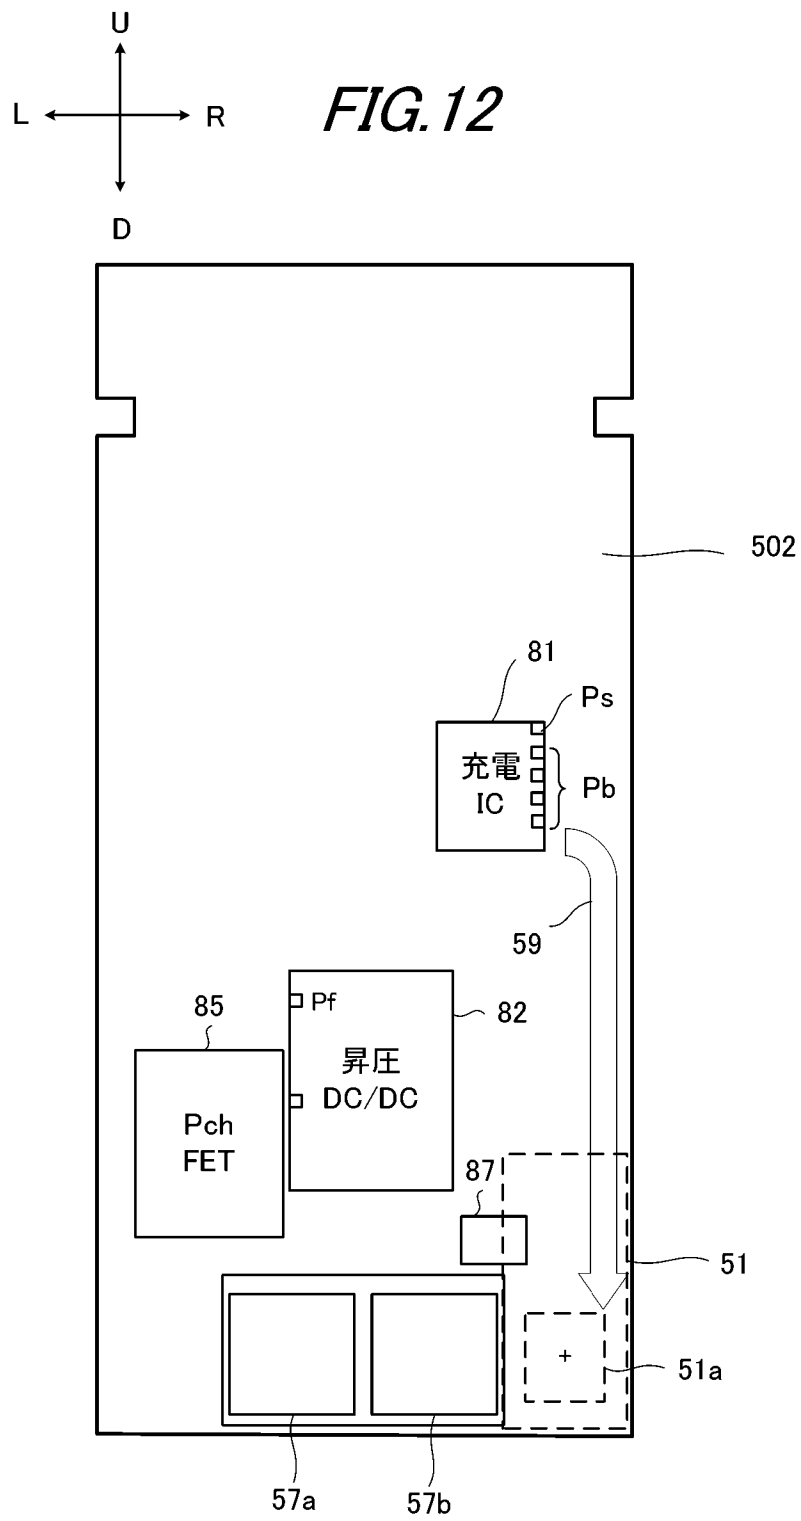 U
L
R
FIG.12
D
502
81
Ps
充電
IC
Pb
59
Pf
82
85
昇圧
DC/DC
Pch
FET
87
51
+
51a
57a
57b